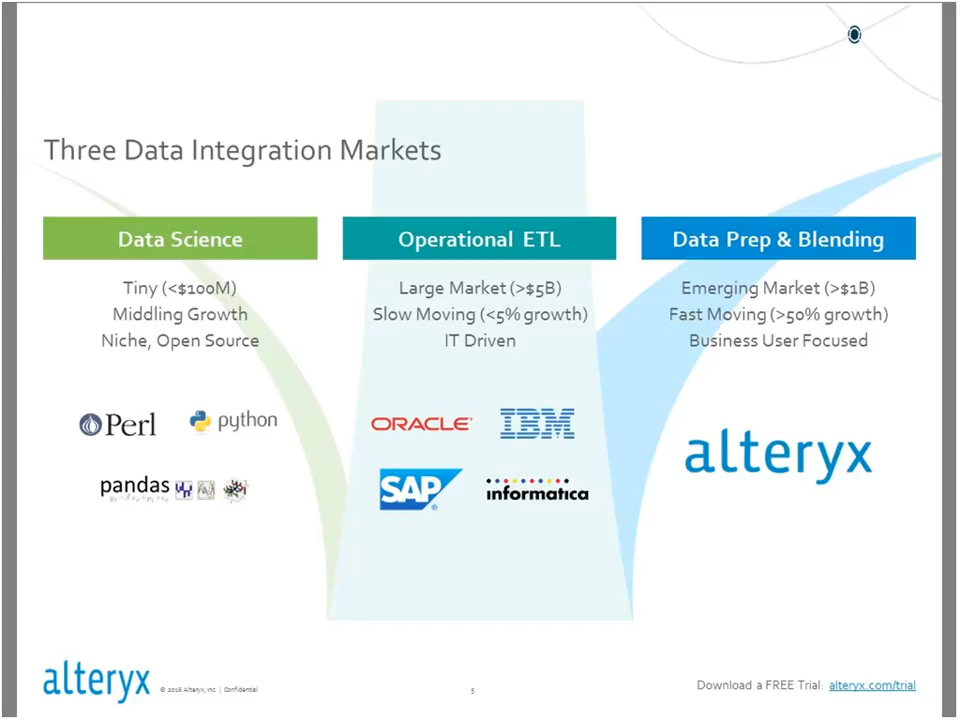 Three Data Integration Markets
Data Science
Tiny (<$100M)
Middling Growth
Niche, Open Source
Perl
python
pandas
Operational ETL
Large Market (>$5B)
Slow Moving (<5% growth)
IT Driven
ORACLE®
IBM
SAP®
informatica
Data Prep & Blending
Emerging Market (>$1B)
Fast Moving (>50% growth)
Business User Focused
alteryx
alteryx
© 2016 Alteryx, Inc. | Confidential
5
Download a FREE Trial: alteryx.com/trial